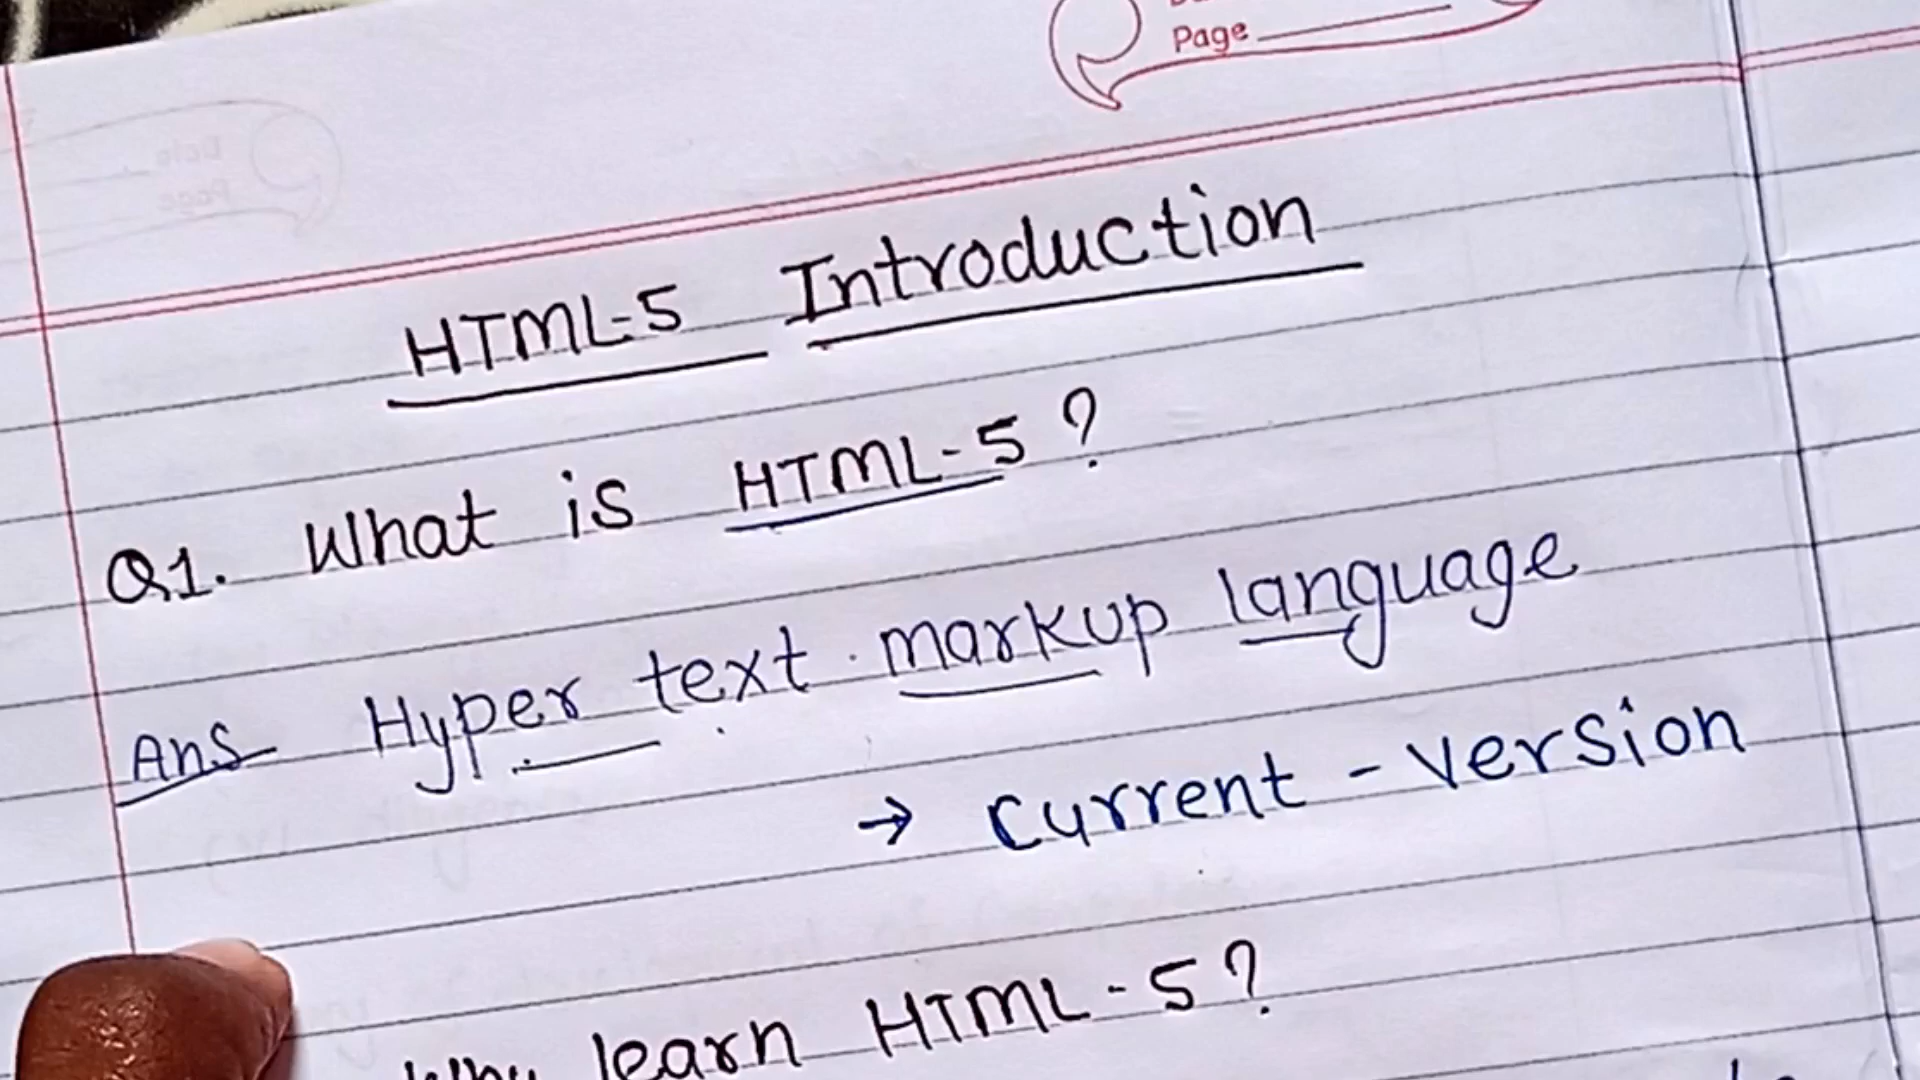 Page
HTML-5 Introduction
Q1. What is HTML-5 ?
Ans Hyper text markup language
→ current - version
Why learn HTML-5?